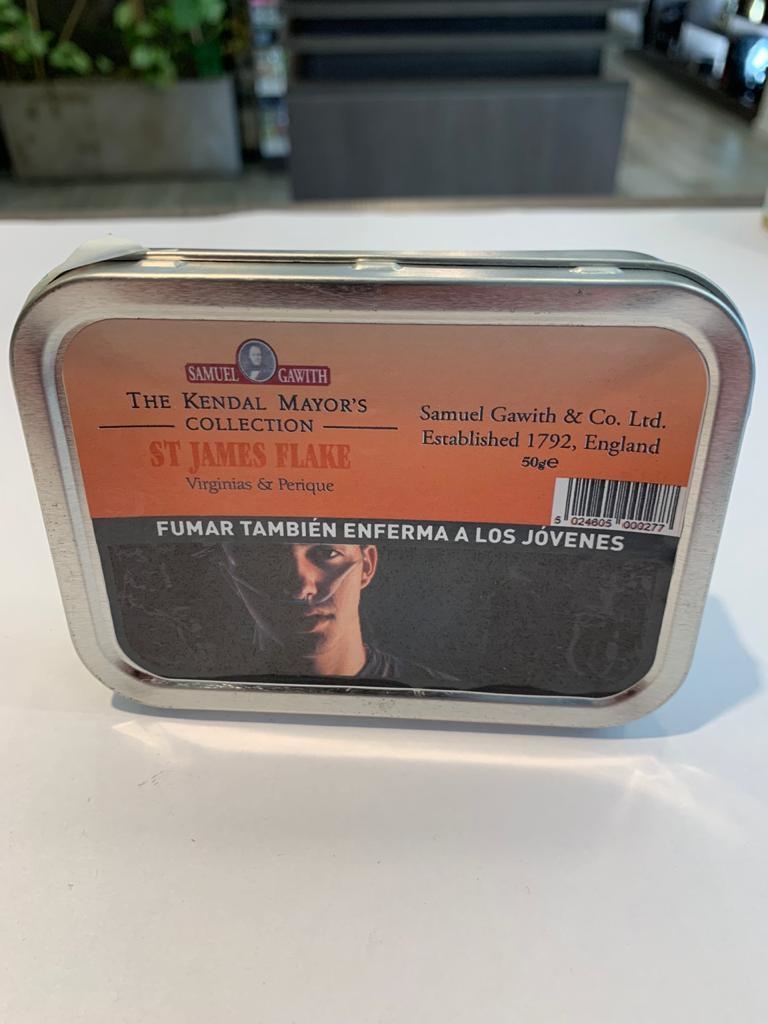 SAMUEL GAWITH
THE KENDAL MAYOR'S
COLLECTION
ST JAMES FLAKE
Virginias & Perique
Samuel Gawith & Co. Ltd.
Established 1792, England
50g℮
5 024605 000277
FUMAR TAMBIÉN ENFERMA A LOS JÓVENES